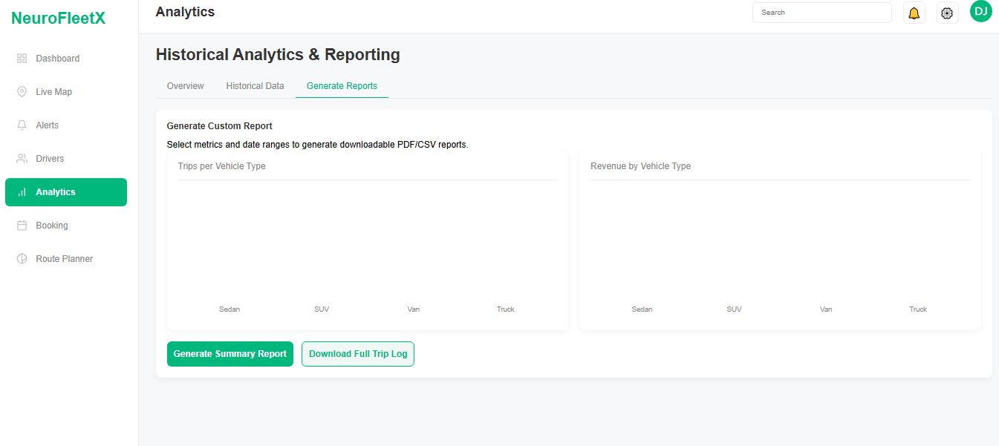 NeuroFleetX
Dashboard
Live Map
Alerts
Drivers
Analytics
Booking
Route Planner
Analytics
Search
DJ
Historical Analytics & Reporting
Overview
Historical Data
Generate Reports
Generate Custom Report
Select metrics and date ranges to generate downloadable PDF/CSV reports.
Trips per Vehicle Type
Sedan SUV Van Truck
Revenue by Vehicle Type
Sedan SUV Van Truck
Generate Summary Report
Download Full Trip Log